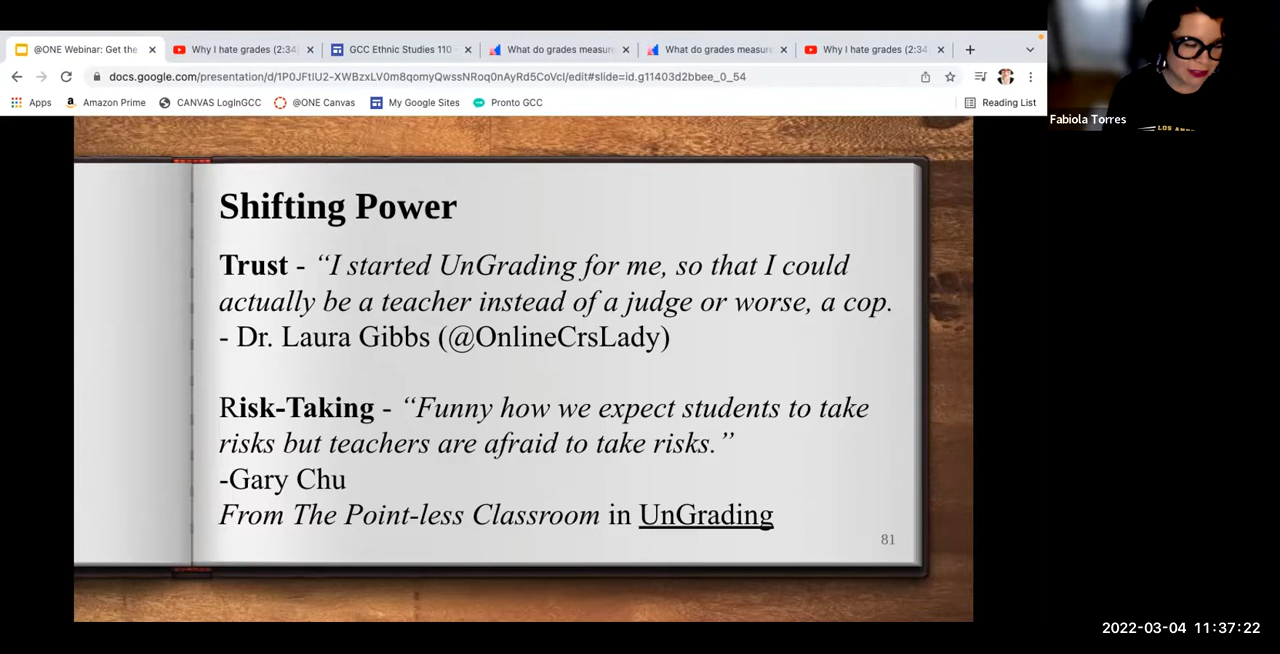 @ONE Webinar: Get the
Why I hate grades (2:34
GCC Ethnic Studies 110 -
What do grades measur
What do grades measur
Why I hate grades (2:34
docs.google.com/presentation/d/1P0JFtIU2-XWBzxLV0m8qomyQwssNRoq0nAyRd5CoVcI/edit#slide=id.g11403d2bbee_0_54
Apps
Amazon Prime
CANVAS LogInGCC
@ONE Canvas
My Google Sites
Pronto GCC
Reading List
Fabiola Torres
Shifting Power
Trust - “I started UnGrading for me, so that I could
actually be a teacher instead of a judge or worse, a cop.
- Dr. Laura Gibbs (@OnlineCrsLady)
Risk-Taking - “Funny how we expect students to take
risks but teachers are afraid to take risks.”
-Gary Chu
From The Point-less Classroom in UnGrading
81
2022-03-04 11:37:22